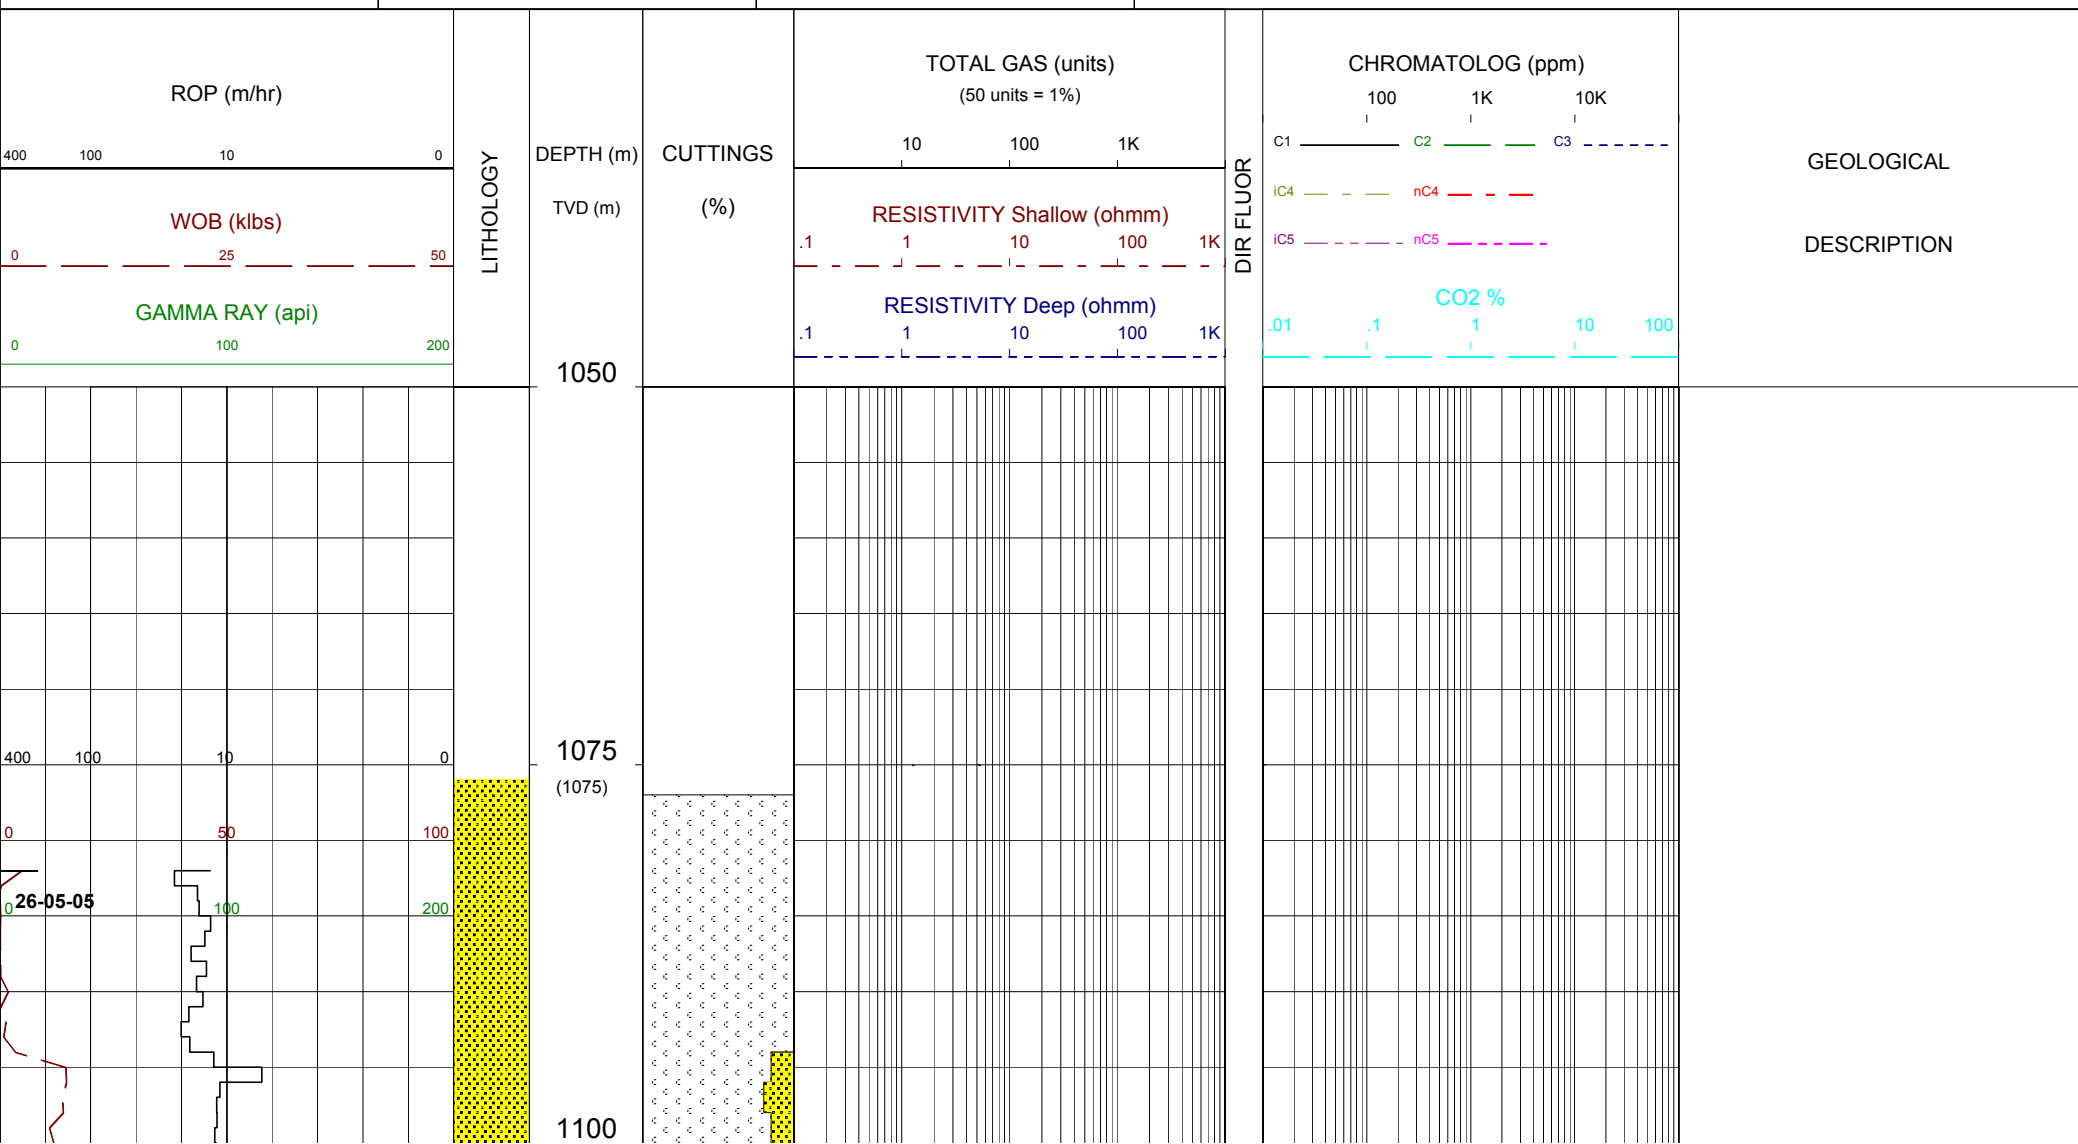 ROP (m/hr)
400 100 10 0
WOB (klbs)
0 25 50
GAMMA RAY (api)
0 100 200
LITHOLOGY
DEPTH (m)
TVD (m)
CUTTINGS
(%)
TOTAL GAS (units)
(50 units = 1%)
10 100 1K
RESISTIVITY Shallow (ohmm)
.1 1 10 100 1K
RESISTIVITY Deep (ohmm)
.1 1 10 100 1K
DIR FLUOR
CHROMATOLOG (ppm)
100 1K 10K
C1 C2 C3
iC4 nC4
iC5 nC5
CO2 %
.01 .1 1 10 100
GEOLOGICAL
DESCRIPTION
1050
400 100 10 0
1075
(1075)
0 50 100
26-05-05
0 100 200
1100